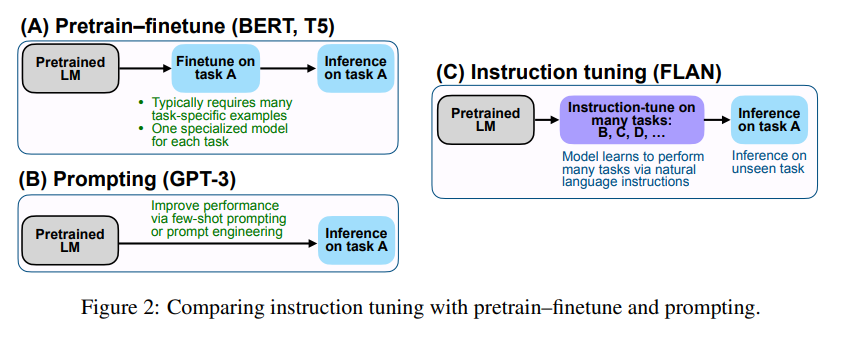 (A) Pretrain–finetune (BERT, T5)
Pretrained
LM
Finetune on
task A
Inference
on task A
• Typically requires many
task-specific examples
• One specialized model
for each task
(B) Prompting (GPT-3)
Pretrained
LM
Improve performance
via few-shot prompting
or prompt engineering
Inference
on task A
(C) Instruction tuning (FLAN)
Pretrained
LM
Instruction-tune on
many tasks:
B, C, D, …
Inference
on task A
Model learns to perform
many tasks via natural
language instructions
Inference on
unseen task
Figure 2: Comparing instruction tuning with pretrain–finetune and prompting.